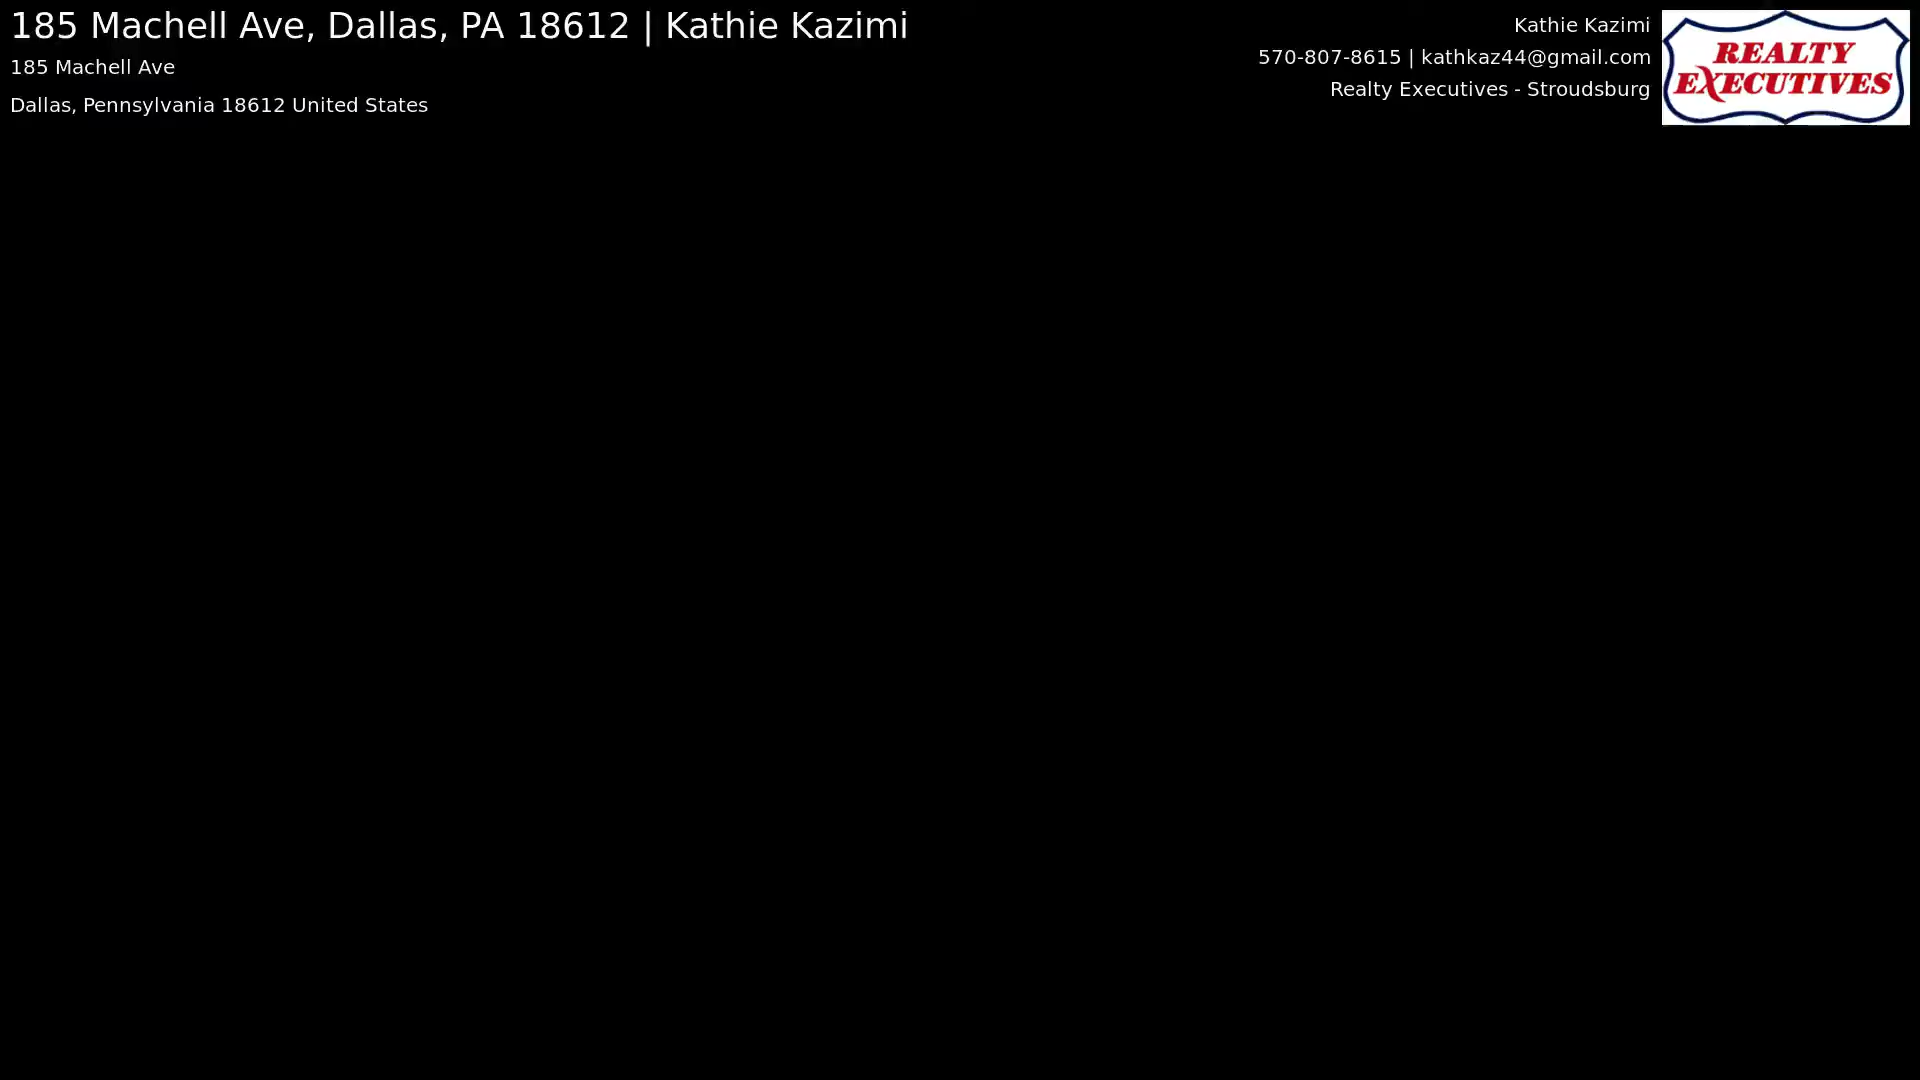 185 Machell Ave, Dallas, PA 18612 | Kathie Kazimi
185 Machell Ave
Dallas, Pennsylvania 18612 United States
Kathie Kazimi
570-807-8615 | kathkaz44@gmail.com
Realty Executives - Stroudsburg
REALTY
EXECUTIVES